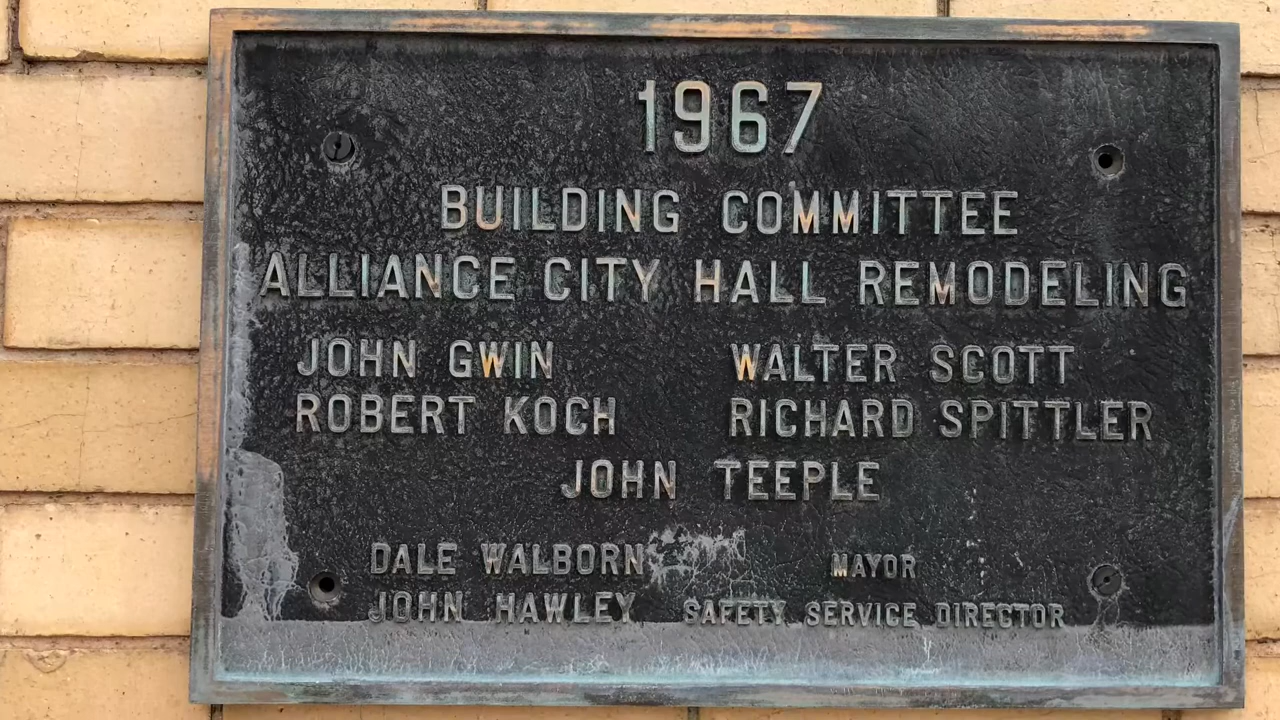 1967
BUILDING COMMITTEE
ALLIANCE CITY HALL REMODELING
JOHN GWIN WALTER SCOTT
ROBERT KOCH RICHARD SPITTLER
JOHN TEEPLE
DALE WALBORN MAYOR
JOHN HAWLEY SAFETY SERVICE DIRECTOR